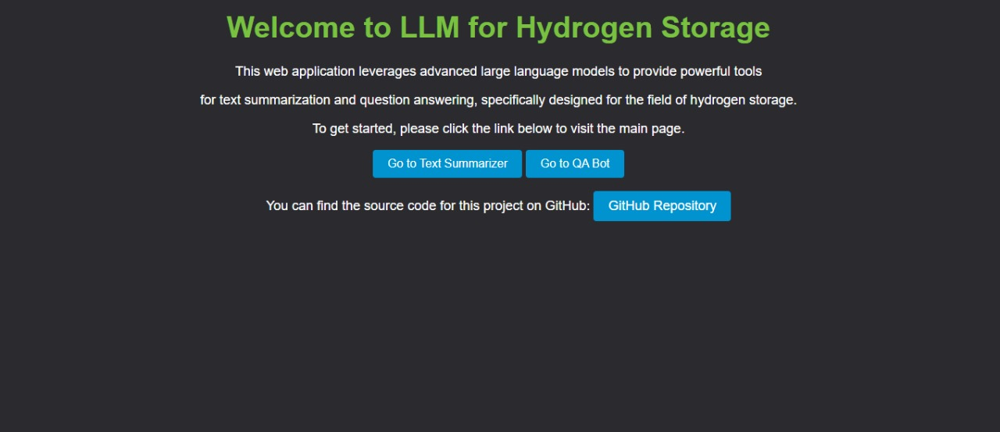 Welcome to LLM for Hydrogen Storage
This web application leverages advanced large language models to provide powerful tools
for text summarization and question answering, specifically designed for the field of hydrogen storage.
To get started, please click the link below to visit the main page.
Go to Text Summarizer Go to QA Bot
You can find the source code for this project on GitHub: GitHub Repository